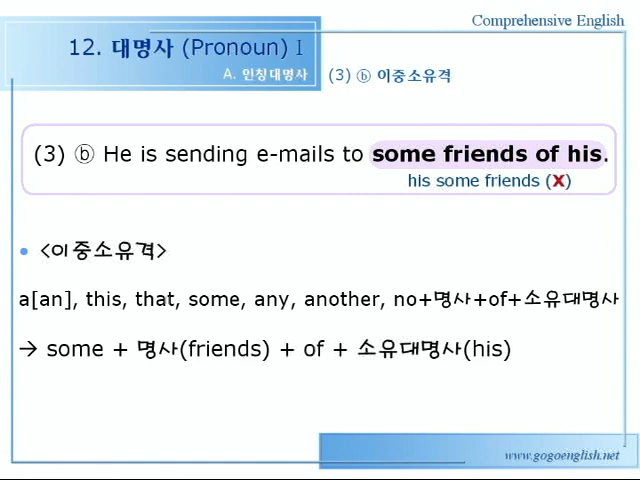 Comprehensive English
12. 대명사 (Pronoun) I
A. 인칭대명사 (3) ⓑ 이중소유격
(3) ⓑ He is sending e-mails to some friends of his.
his some friends (X)
• <이중소유격>
a[an], this, that, some, any, another, no+명사+of+소유대명사
→ some + 명사(friends) + of + 소유대명사(his)
www.gogoenglish.net